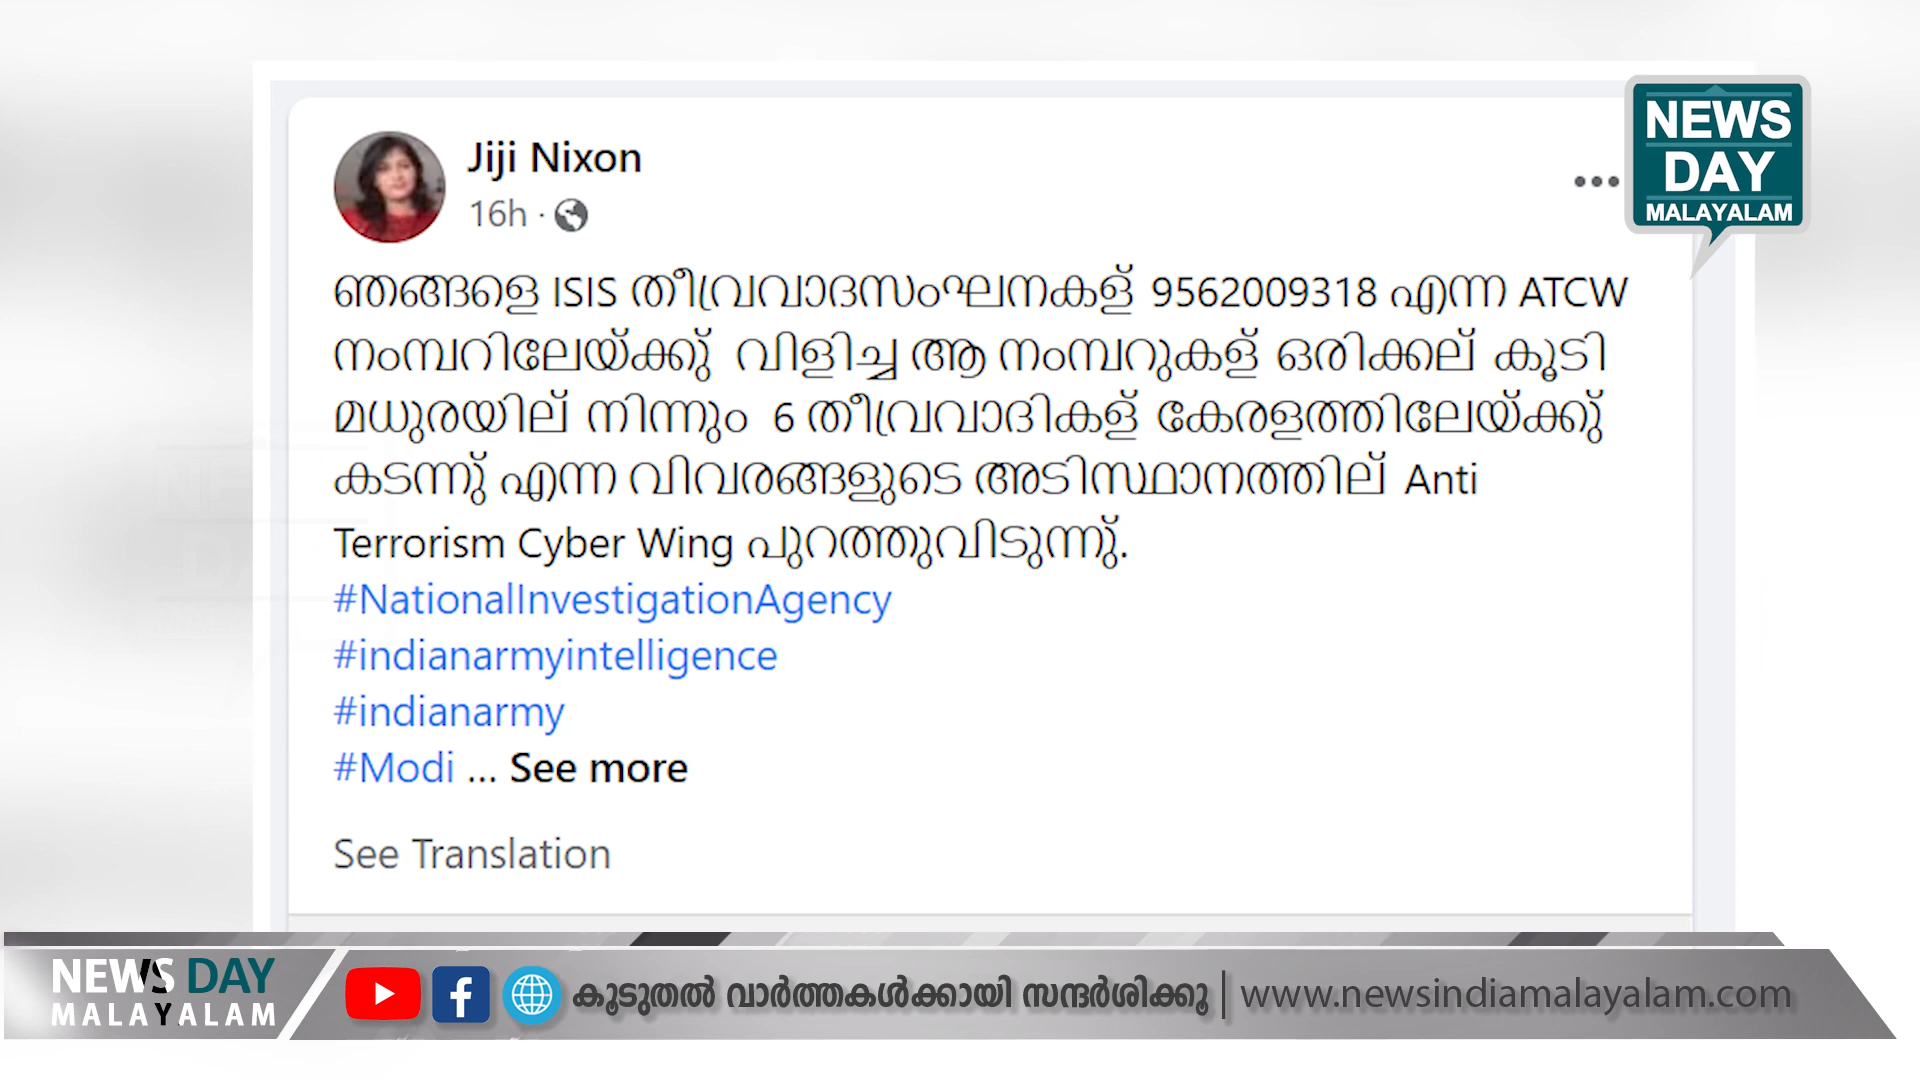 Jiji Nixon
16h ·
NEWS
DAY
MALAYALAM
ഞങ്ങളെ ISIS തീവ്രവാദസംഘനകള് 9562009318 എന്ന ATCW
നംമ്പറിലേയ്ക്കു് വിളിച്ച ആ നംമ്പറുകള് ഒരിക്കല് കൂടി
മധുരയില് നിന്നും 6 തീവ്രവാദികള് കേരളത്തിലേയ്ക്കു്
കടന്നു് എന്ന വിവരങ്ങളുടെ അടിസ്ഥാനത്തില് Anti
Terrorism Cyber Wing പുറത്തുവിടുന്നു്.
#NationalInvestigationAgency
#indianarmyintelligence
#indianarmy
#Modi ... See more
See Translation
NEWS DAY
MALAYALAM
കൂടുതൽ വാർത്തകൾക്കായി സന്ദർശിക്കൂ | www.newsindiamalayalam.com